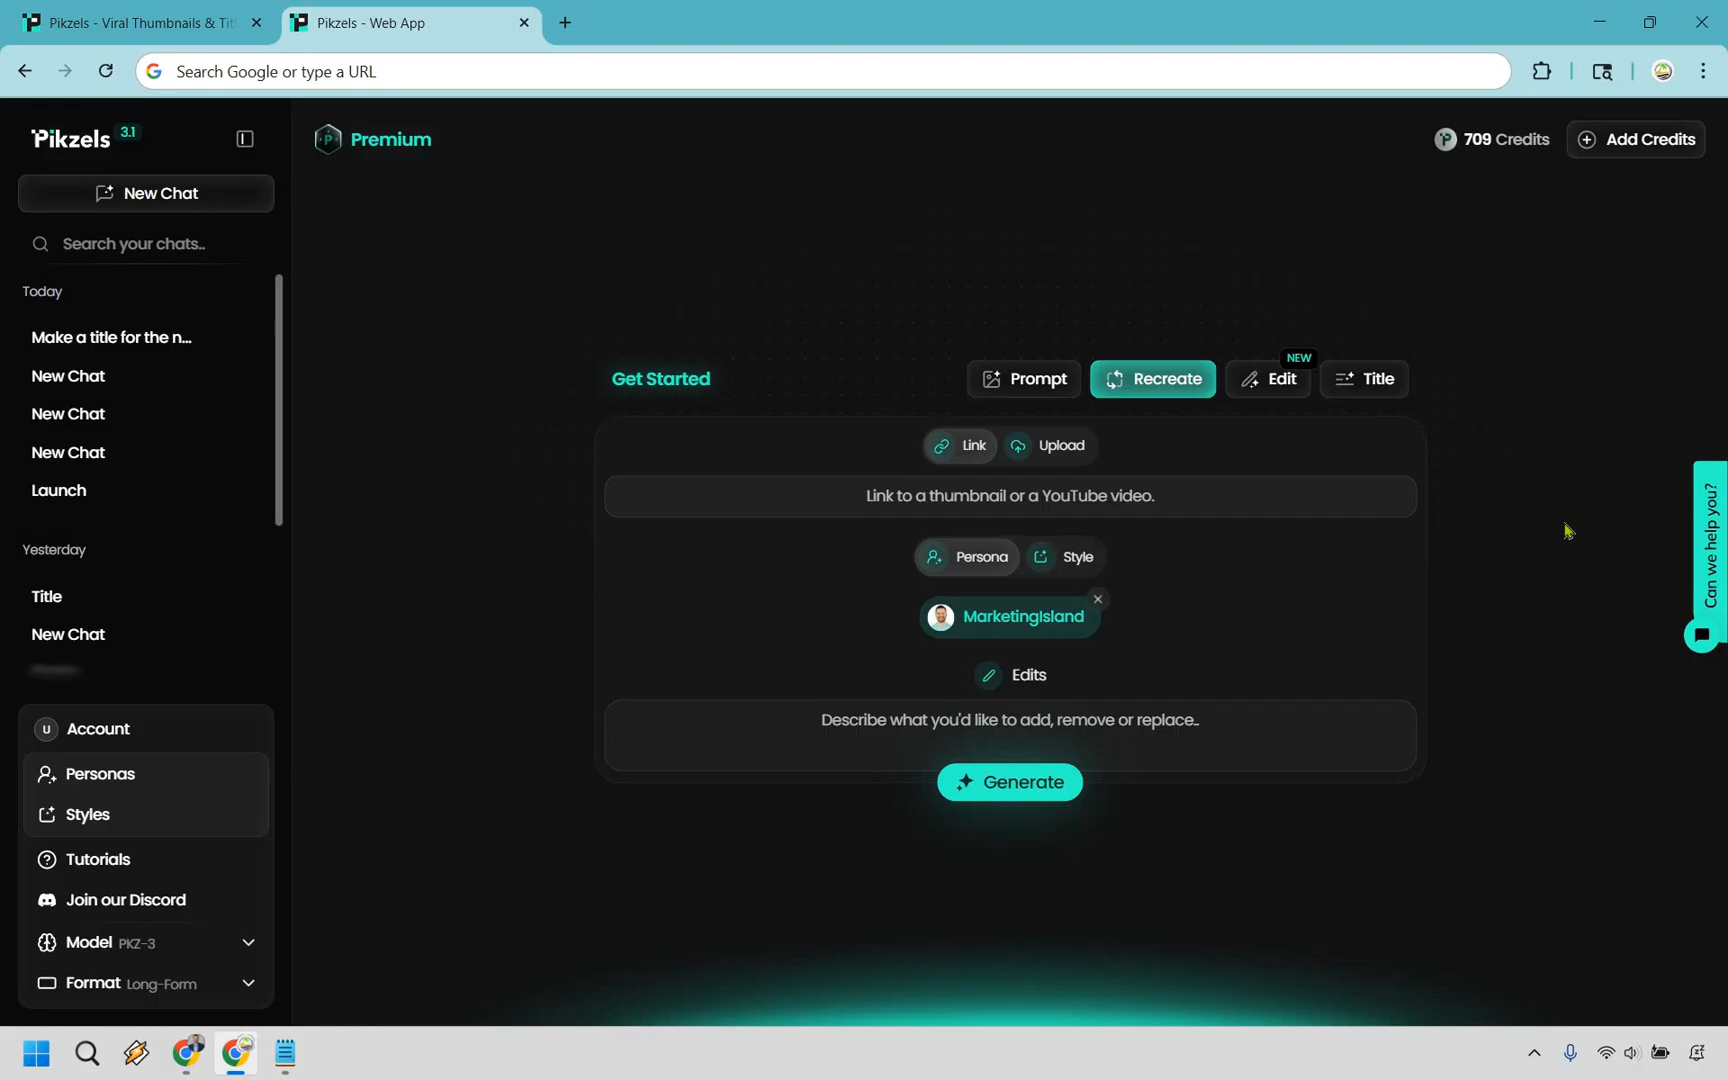 Pikzels - Viral Thumbnails & Tit
Pikzels - Web App
Search Google or type a URL
Pikzels 3.1
Premium
709 Credits
Add Credits
New Chat
Search your chats..
Today
Make a title for the n...
New Chat
New Chat
New Chat
Launch
Yesterday
Title
New Chat
Get Started
Prompt
Recreate
NEW
Edit
Title
Link
Upload
Link to a thumbnail or a YouTube video.
Persona
Style
MarketingIsland
Edits
Describe what you'd like to add, remove or replace..
Generate
Can we help you?
U Account
Personas
Styles
Tutorials
Join our Discord
Model PKZ-3
Format Long-Form